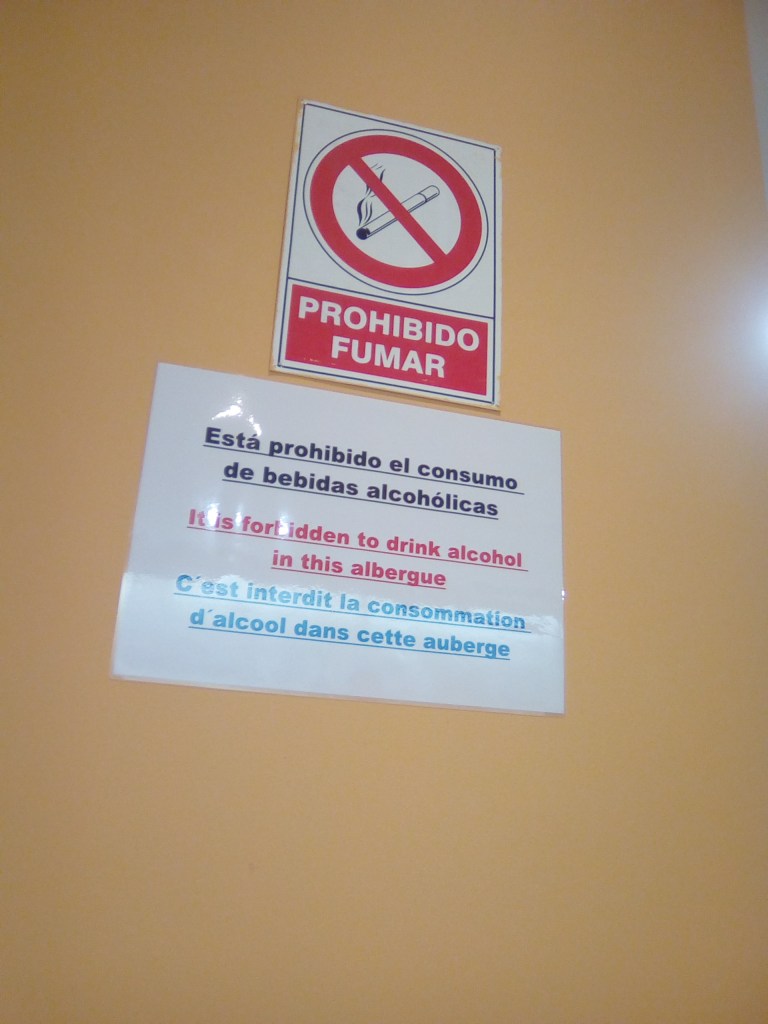 PROHIBIDO
FUMAR
Está prohibido el consumo
de bebidas alcohólicas
It is forbidden to drink alcohol
in this albergue
C´est interdit la consommation
d´alcool dans cette auberge